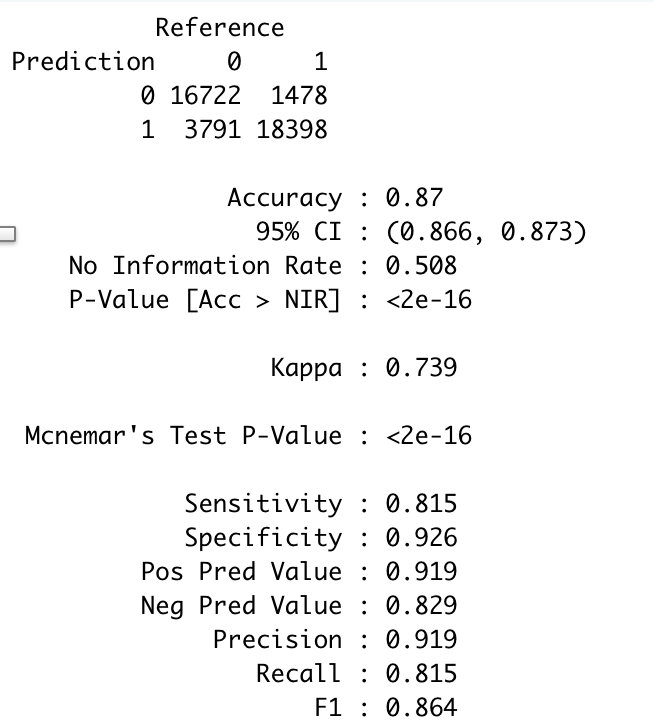 Reference
Prediction 0 1
0 16722 1478
1 3791 18398
Accuracy : 0.87
95% CI : (0.866, 0.873)
No Information Rate : 0.508
P-Value [Acc > NIR] : <2e-16
Kappa : 0.739
Mcnemar's Test P-Value : <2e-16
Sensitivity : 0.815
Specificity : 0.926
Pos Pred Value : 0.919
Neg Pred Value : 0.829
Precision : 0.919
Recall : 0.815
F1 : 0.864